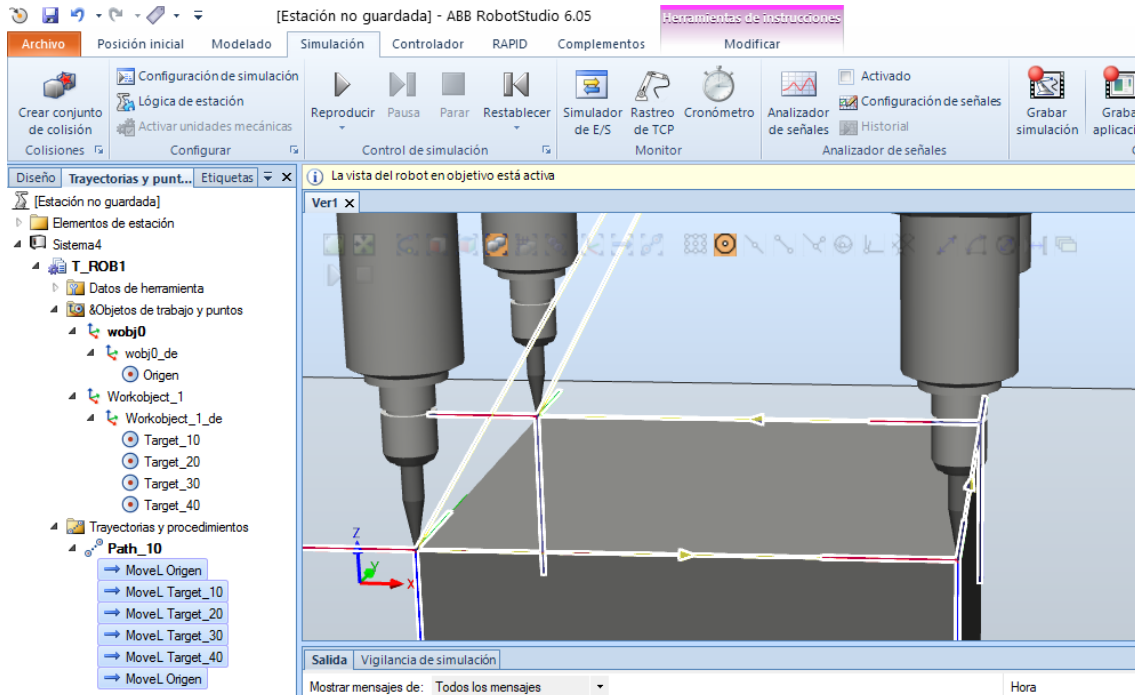 [Estación no guardada] - ABB RobotStudio 6.05
Herramientas de instrucciones
Archivo Posición inicial Modelado Simulación Controlador RAPID Complementos Modificar
Crear conjunto de colisión
Configuración de simulación
Lógica de estación
Activar unidades mecánicas
Reproducir Pausa Parar Restablecer
Simulador de E/S
Rastreo de TCP
Cronómetro
Analizador de señales
Activado
Configuración de señales
Historial
Grabar simulación
Graba
aplicaci
Colisiones Configurar Control de simulación Monitor Analizador de señales
Diseño Trayectorias y punt... Etiquetas
La vista del robot en objetivo está activa
Ver1
[Estación no guardada]
Elementos de estación
Sistema4
T_ROB1
Datos de herramienta
&Objetos de trabajo y puntos
wobj0
wobj0_de
Origen
Workobject_1
Workobject_1_de
Target_10
Target_20
Target_30
Target_40
Trayectorias y procedimientos
Path_10
MoveL Origen
MoveL Target_10
MoveL Target_20
MoveL Target_30
MoveL Target_40
MoveL Origen
Z
Y
X
Salida Vigilancia de simulación
Mostrar mensajes de: Todos los mensajes Hora